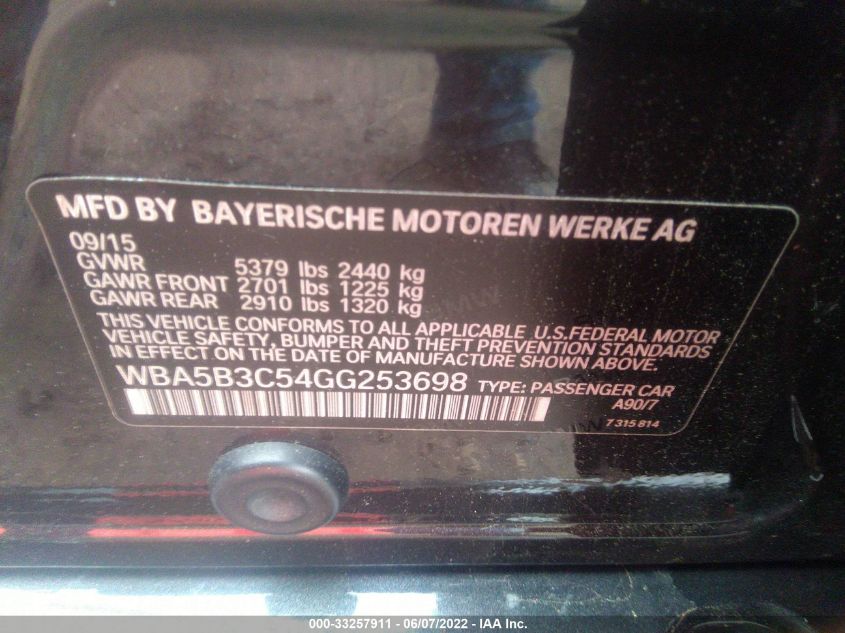 MFD BY BAYERISCHE MOTOREN WERKE AG
09/15
GVWR 5379 lbs 2440 kg
GAWR FRONT 2701 lbs 1225 kg
GAWR REAR 2910 lbs 1320 kg
THIS VEHICLE CONFORMS TO ALL APPLICABLE U.S.FEDERAL MOTOR
VEHICLE SAFETY, BUMPER AND THEFT PREVENTION STANDARDS
IN EFFECT ON THE DATE OF MANUFACTURE SHOWN ABOVE.
WBA5B3C54GG253698 TYPE: PASSENGER CAR
A90/7
7 315 814
000-33257911 - 06/07/2022 - IAA Inc.